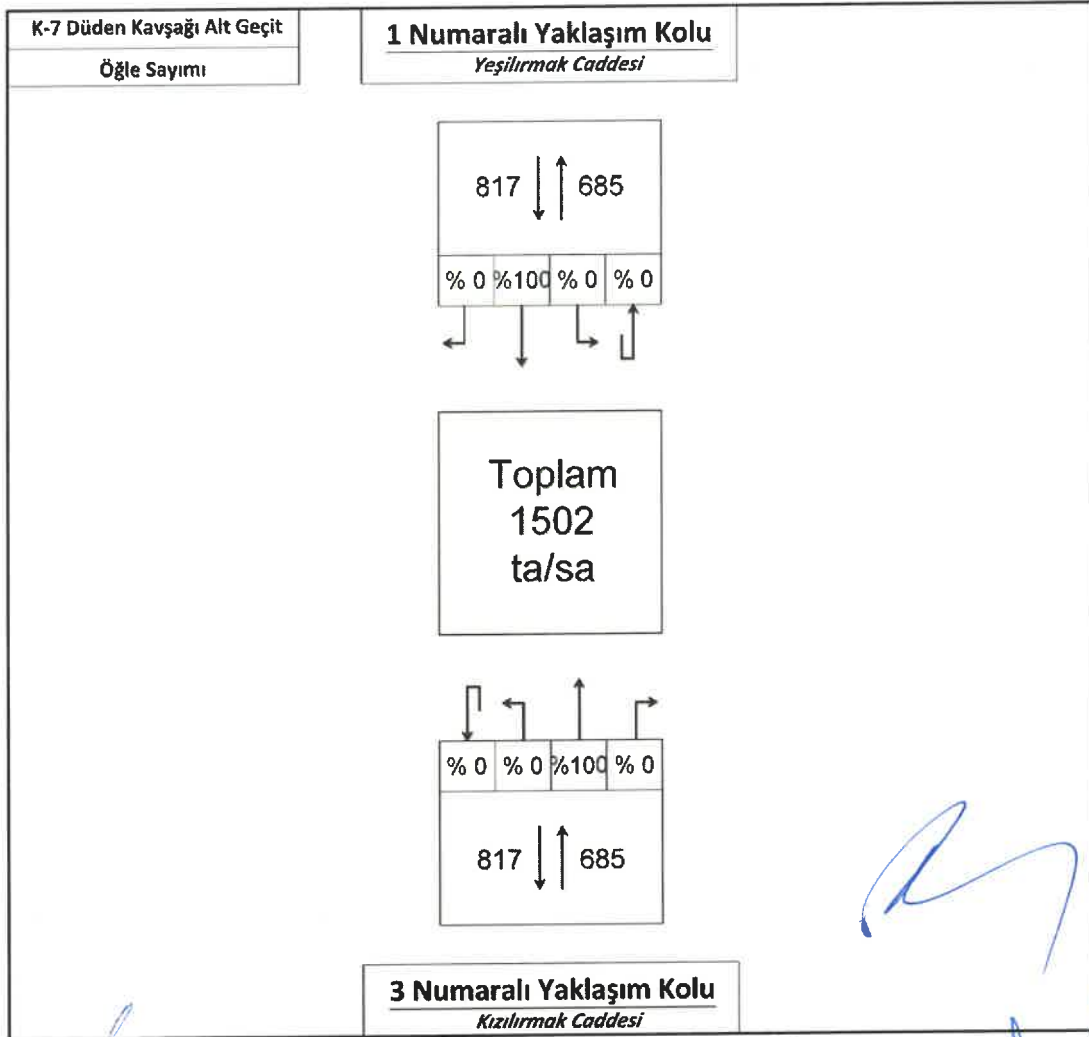 K-7 Düden Kavşağı Alt Geçit
Öğle Sayımı
1 Numaralı Yaklaşım Kolu
Yeşilırmak Caddesi
817 685
% 0 %100 % 0 % 0
Toplam
1502
ta/sa
% 0 % 0 %100 % 0
817 685
3 Numaralı Yaklaşım Kolu
Kızılırmak Caddesi